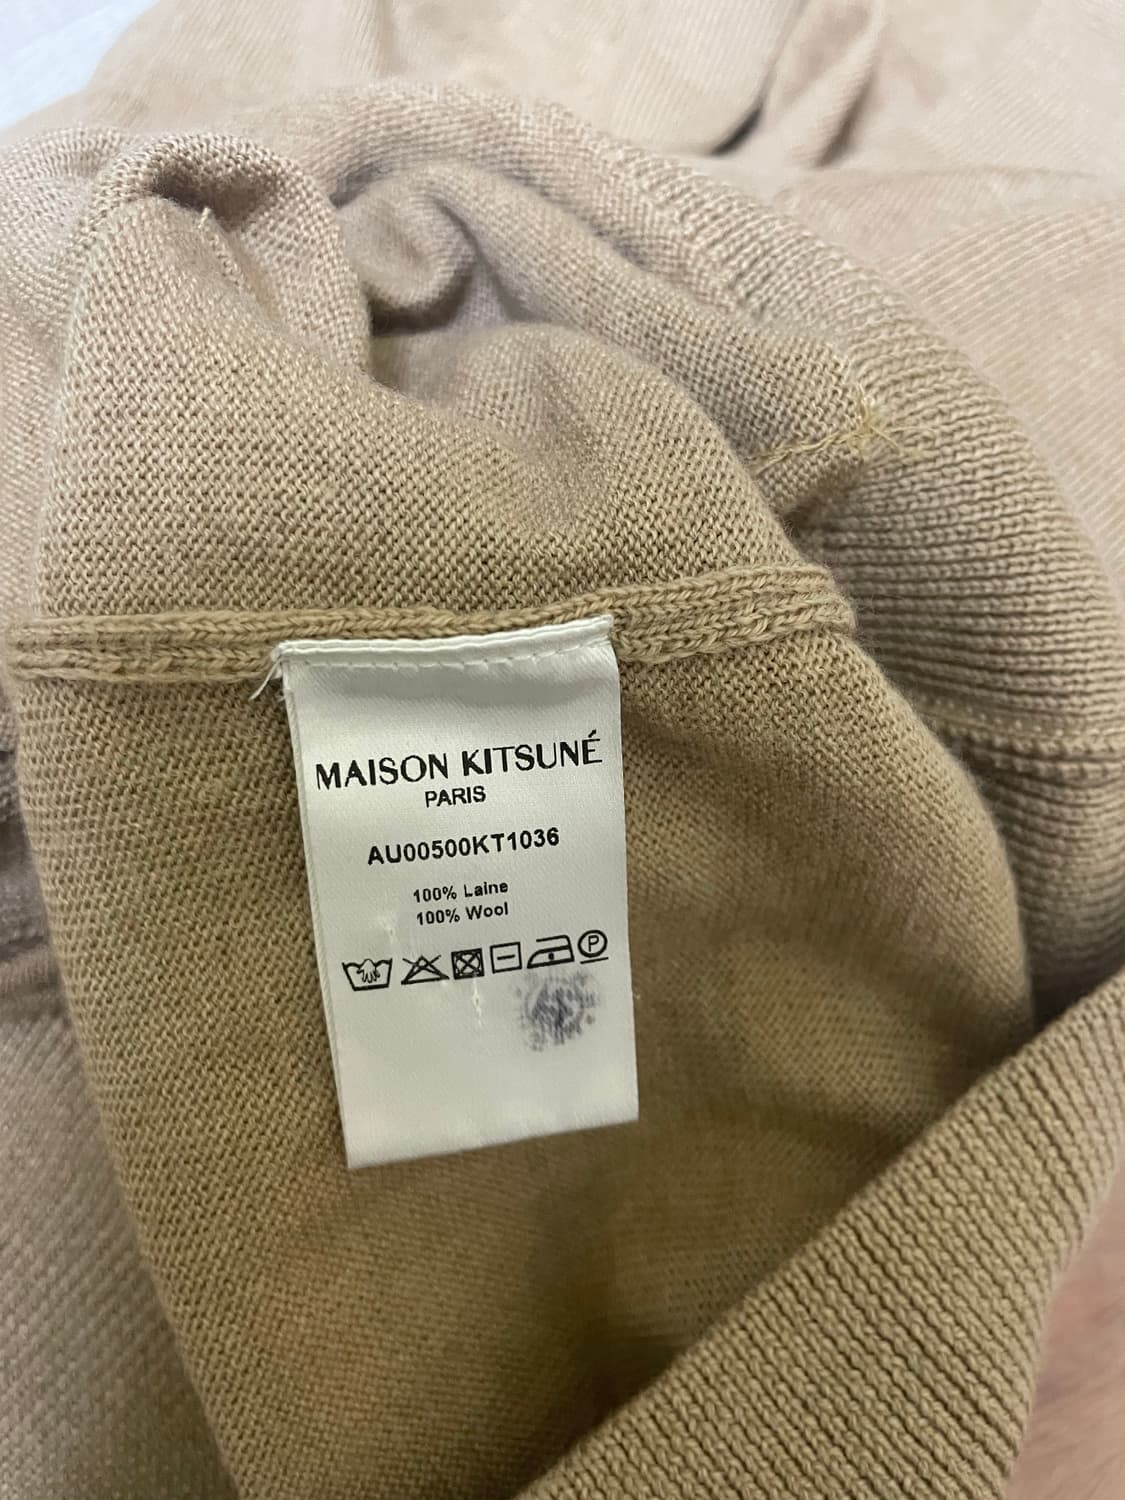 MAISON KITSUNÉ
PARIS
AU00500KT1036
100% Laine
100% Wool
P